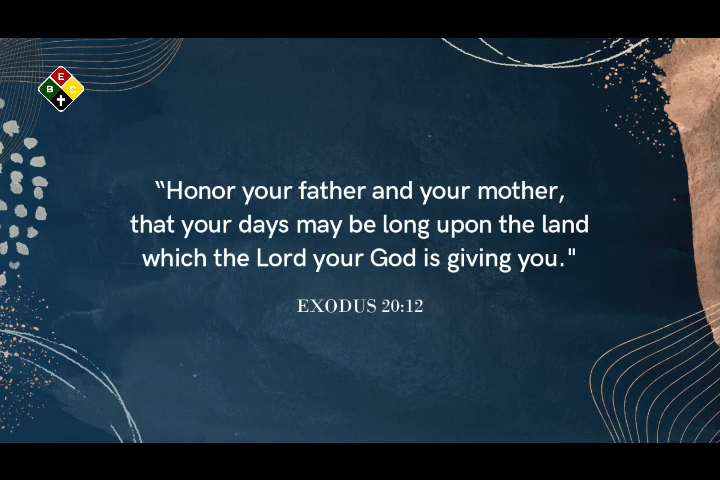 E
B C
“Honor your father and your mother,
that your days may be long upon the land
which the Lord your God is giving you."
EXODUS 20:12